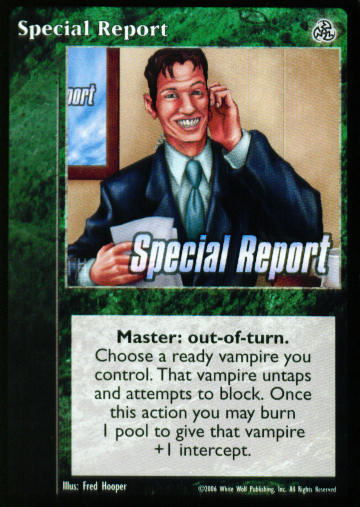 Special Report
port
Special Report
Master: out-of-turn.
Choose a ready vampire you
control. That vampire untaps
and attempts to block. Once
this action you may burn
1 pool to give that vampire
+1 intercept.
Illus: Fred Hooper
©2006 White Wolf Publishing, Inc. All Rights Reserved